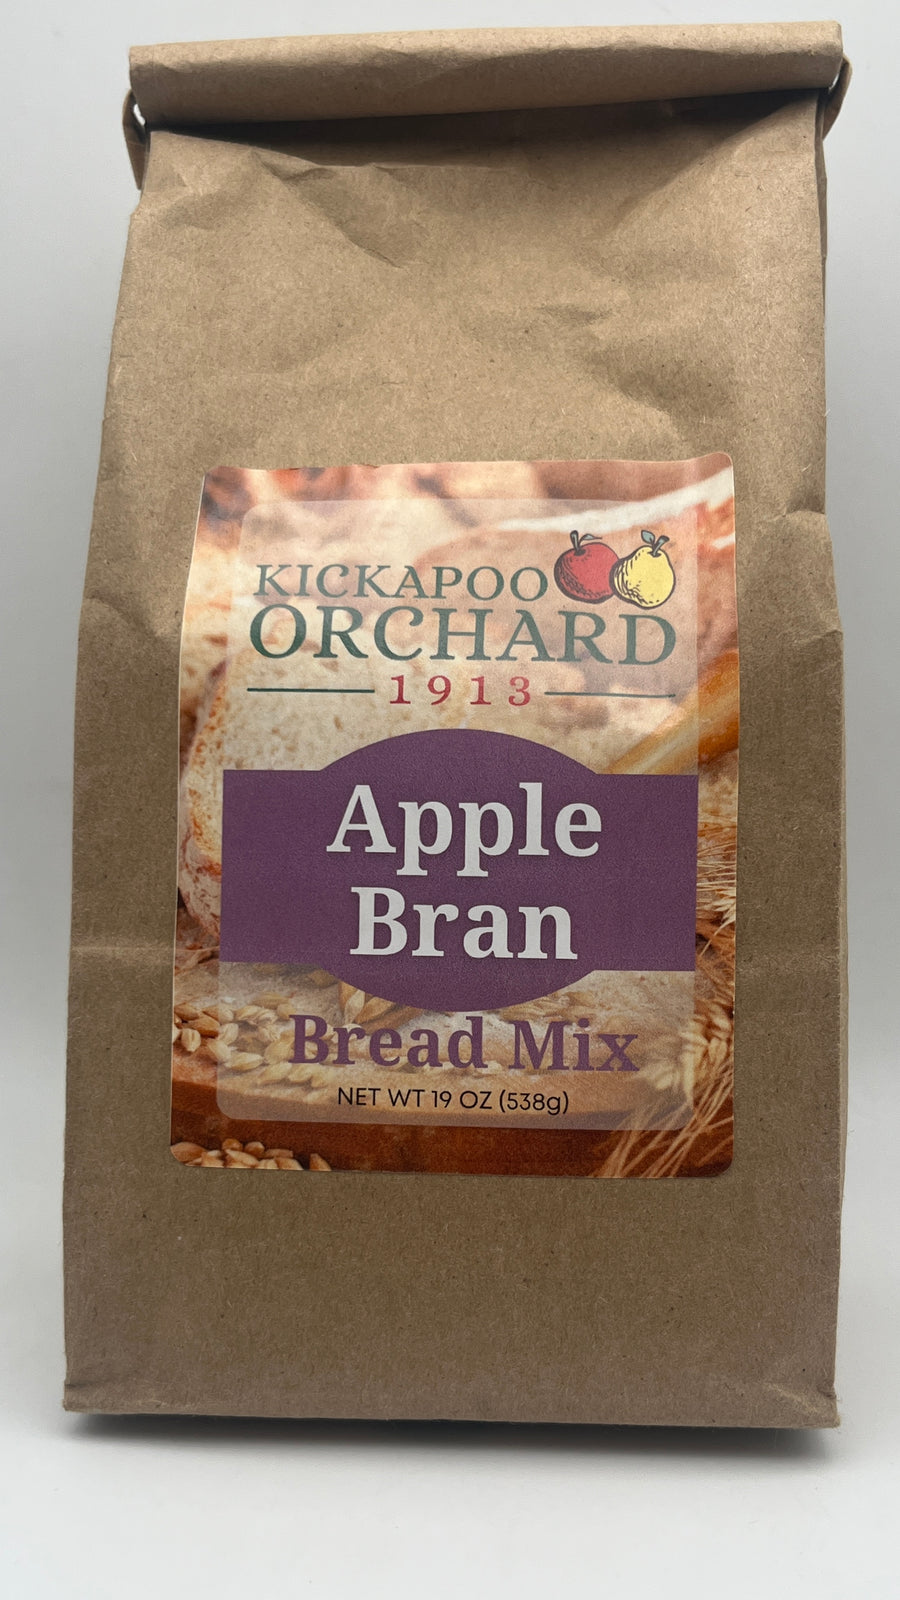 KICKAPOO
ORCHARD
1913
Apple
Bran
Bread Mix
NET WT 19 OZ (538g)